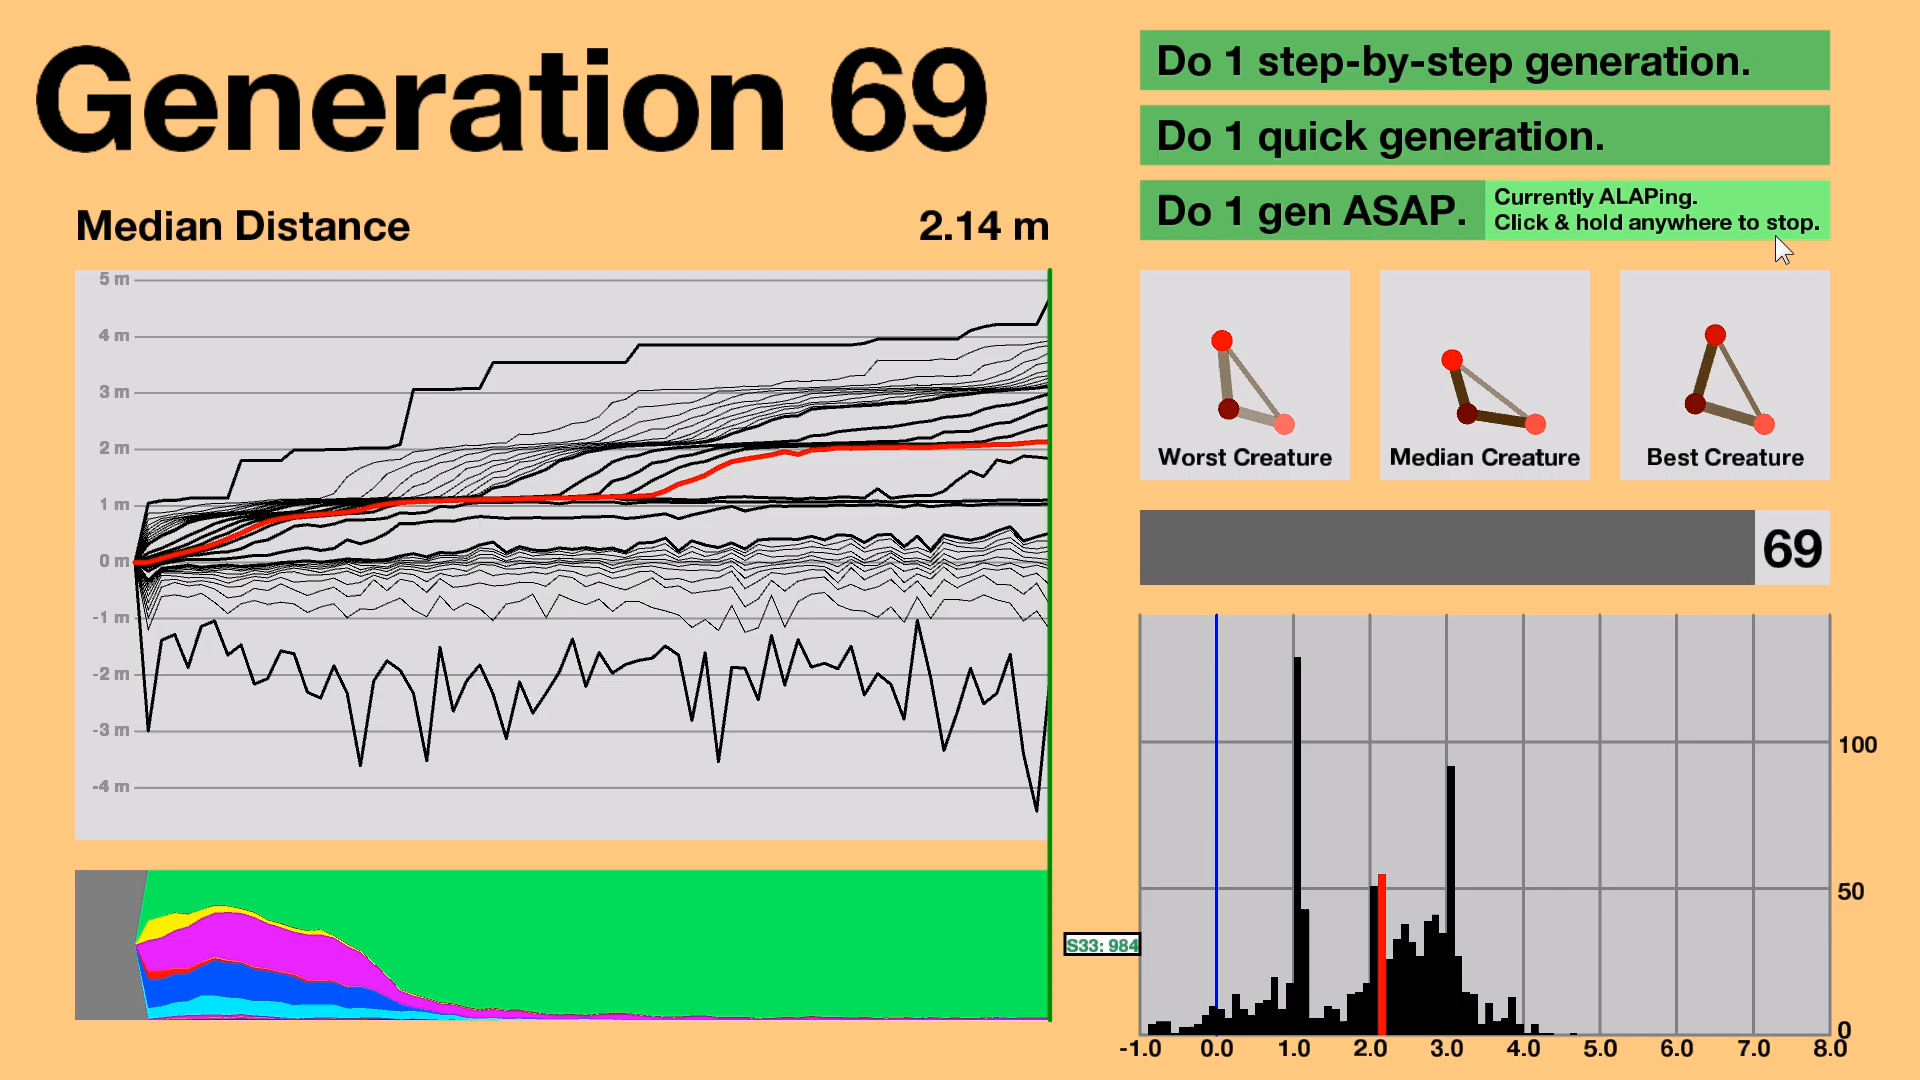 Generation 69
Do 1 step-by-step generation.
Do 1 quick generation.
Do 1 gen ASAP.
Currently ALAPing.
Click & hold anywhere to stop.
Median Distance
2.14 m
5 m
4 m
3 m
2 m
1 m
0 m
-1 m
-2 m
-3 m
-4 m
Worst Creature
Median Creature
Best Creature
69
100
50
0
S33: 984
-1.0 0.0 1.0 2.0 3.0 4.0 5.0 6.0 7.0 8.0